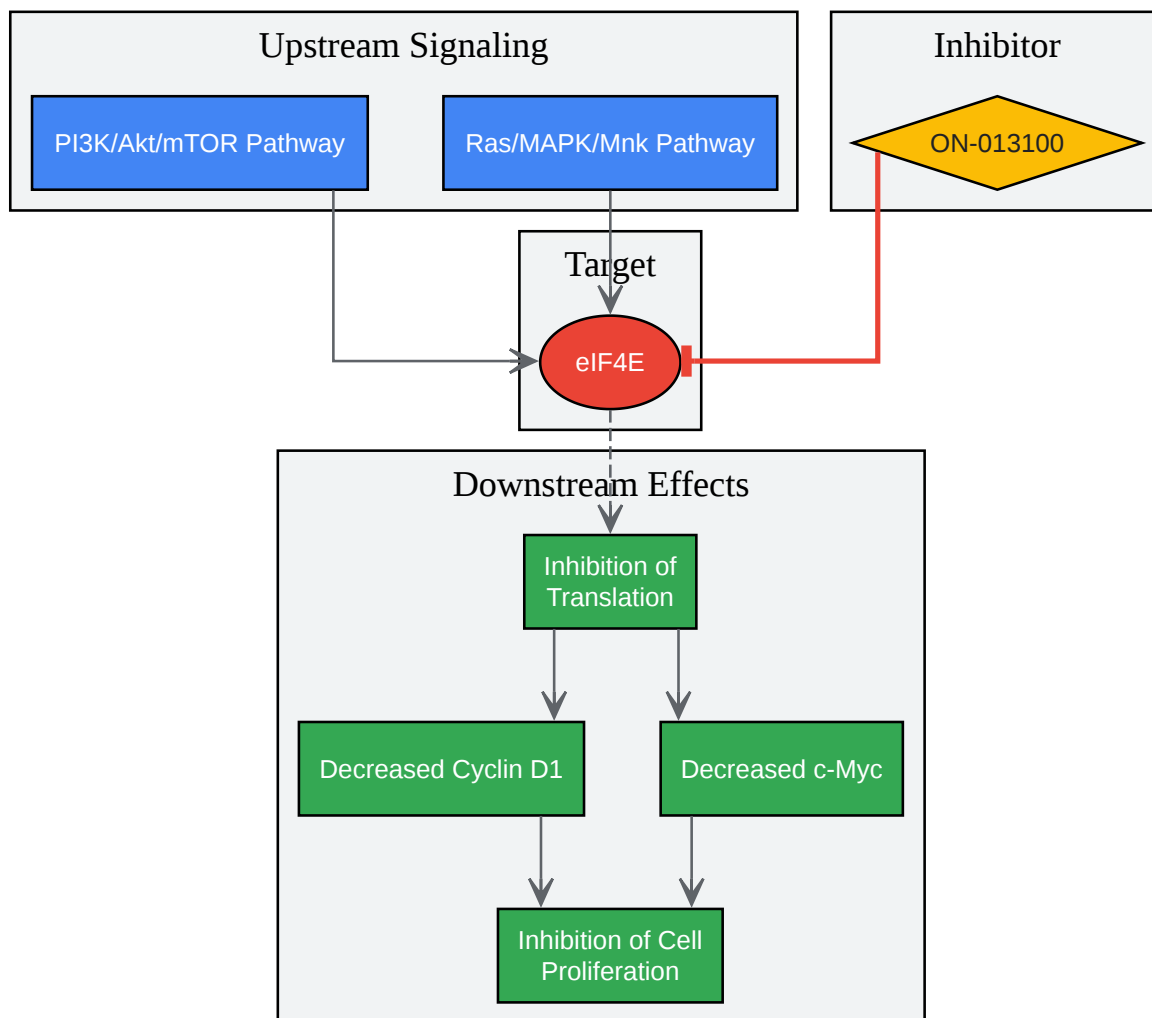 Upstream Signaling
Inhibitor
PI3K/Akt/mTOR Pathway
Ras/MAPK/Mnk Pathway
ON-013100
Target
eIF4E
Downstream Effects
Inhibition of
Translation
Decreased Cyclin D1
Decreased c-Myc
Inhibition of Cell
Proliferation